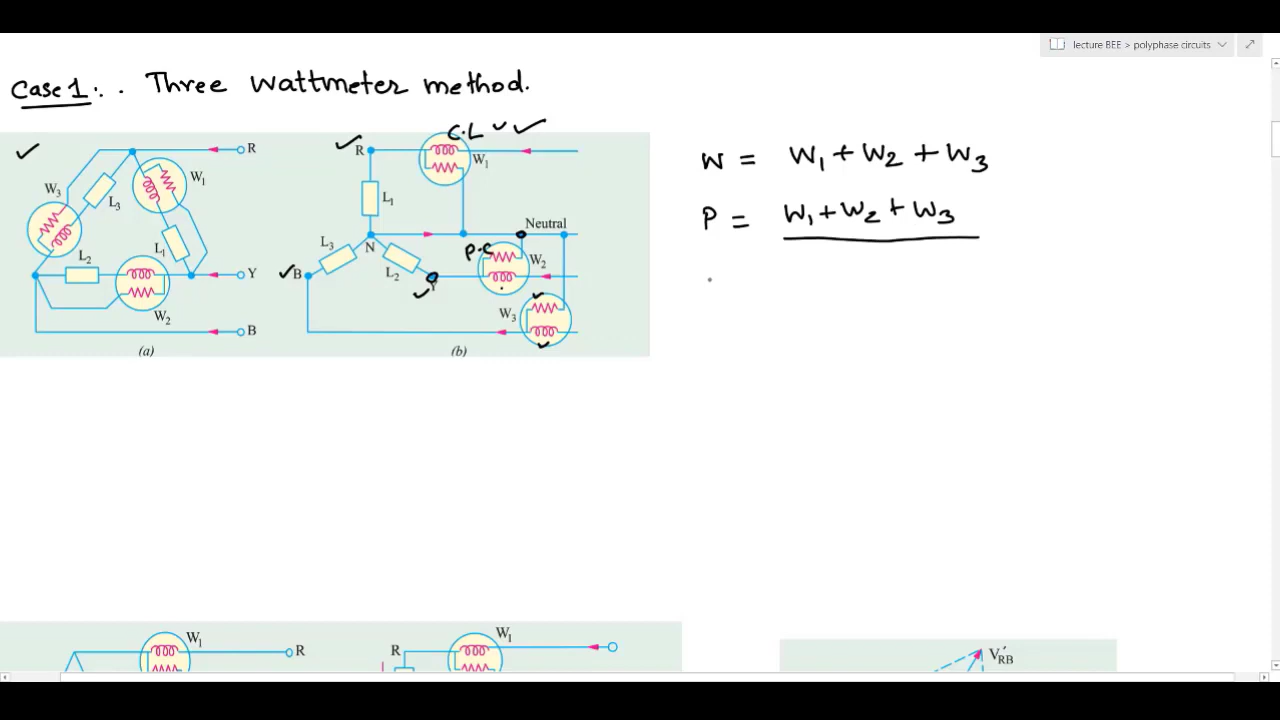 lecture BEE > polyphase circuits
Case 1:. Three Wattmeter method.
C.L
R
W1
W3
L3
L1
L2
Y
W2
B
(a)
R
W1
L1
Neutral
L3
N
P.C
W2
B
L2
Y
W3
(b)
W = W1 + W2 + W3
P = W1 + W2 + W3
W1
R
R
W1
V'RB